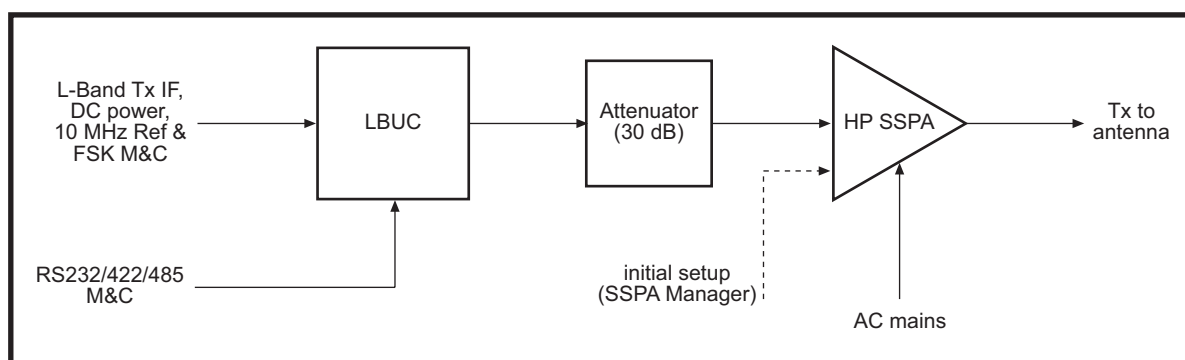 L-Band Tx IF,
DC power,
10 MHz Ref &
FSK M&C
LBUC
Attenuator
(30 dB)
HP SSPA
Tx to
antenna
RS232/422/485
M&C
initial setup
(SSPA Manager)
AC mains